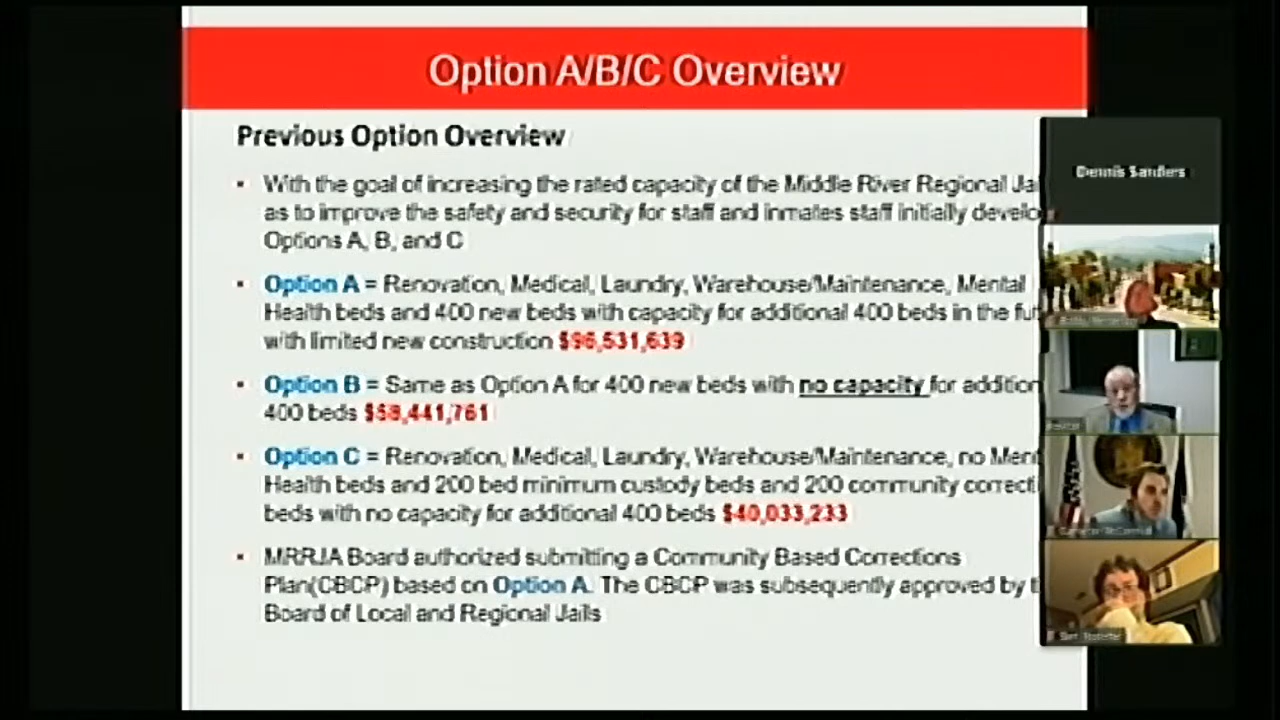 Option A/B/C Overview
Previous Option Overview
• With the goal of increasing the rated capacity of the Middle River Regional Jai
as to improve the safety and security for staff and inmates staff initially develo
Options A, B, and C
• Option A = Renovation, Medical, Laundry, Warehouse/Maintenance, Mental
Health beds and 400 new beds with capacity for additional 400 beds in the fut
with limited new construction $96,531,639
• Option B = Same as Option A for 400 new beds with no capacity for addition
400 beds $58,441,761
• Option C = Renovation, Medical, Laundry, Warehouse/Maintenance, no Ment
Health beds and 200 bed minimum custody beds and 200 community correcti
beds with no capacity for additional 400 beds $40,033,233
• MRRJA Board authorized submitting a Community Based Corrections
Plan(CBCP) based on Option A. The CBCP was subsequently approved by t
Board of Local and Regional Jails
Dennis Sanders